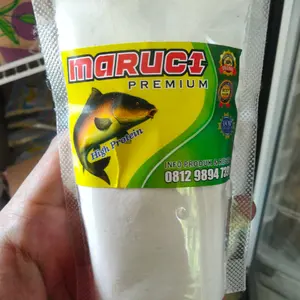 MARUCI
PREMIUM
High Protein
INFO PRODUK &
0812 9894